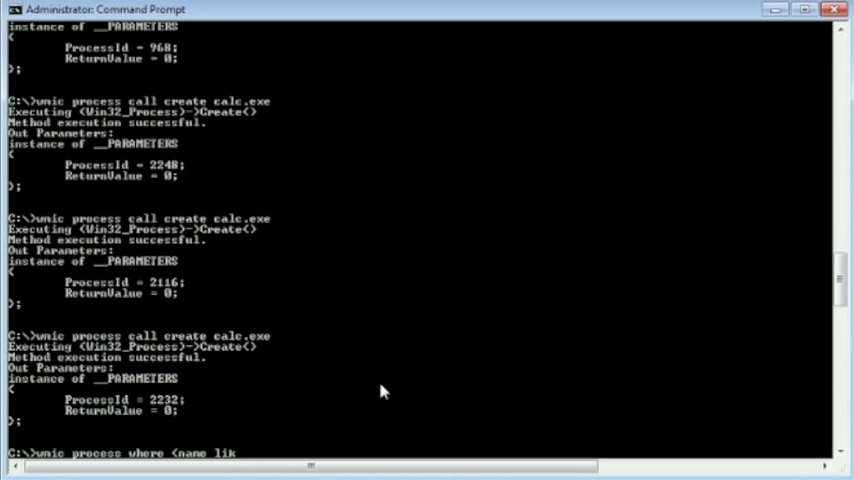 Administrator: Command Prompt
instance of __PARAMETERS
{
ProcessId = 968;
ReturnValue = 0;
};
C:\>wmic process call create calc.exe
Executing (Win32_Process)->Create()
Method execution successful.
Out Parameters:
instance of __PARAMETERS
{
ProcessId = 2248;
ReturnValue = 0;
};
C:\>wmic process call create calc.exe
Executing (Win32_Process)->Create()
Method execution successful.
Out Parameters:
instance of __PARAMETERS
{
ProcessId = 2116;
ReturnValue = 0;
};
C:\>wmic process call create calc.exe
Executing (Win32_Process)->Create()
Method execution successful.
Out Parameters:
instance of __PARAMETERS
{
ProcessId = 2232;
ReturnValue = 0;
};
C:\>wmic process where (name lik